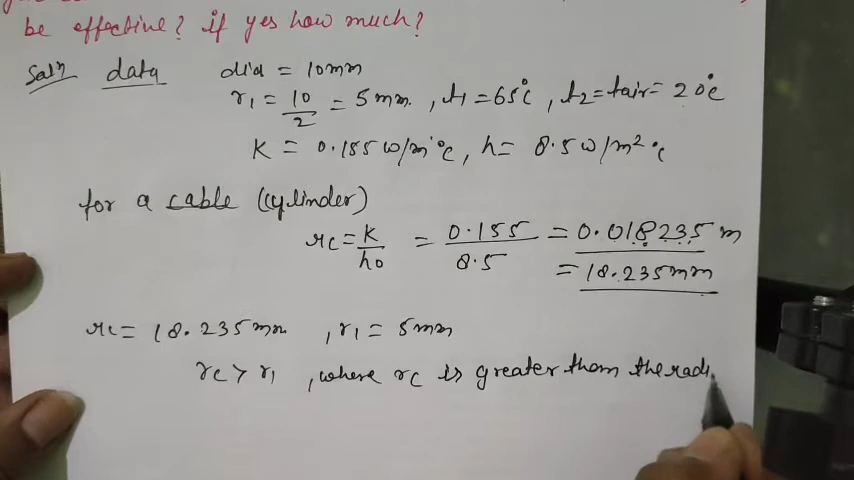 be effective? if yes how much?
Soln data dia = 10mm
r1 = 10/2 = 5mm, t1 = 65°C, t2 = tair = 20°C
K = 0.155 w/m°C, h = 8.5 w/m² °C
for a cable (cylinder)
rc = K/h0 = 0.155/8.5 = 0.018235 m
= 18.235mm
rc = 18.235mm, r1 = 5mm
rc > r1, where rc is greater than the radi